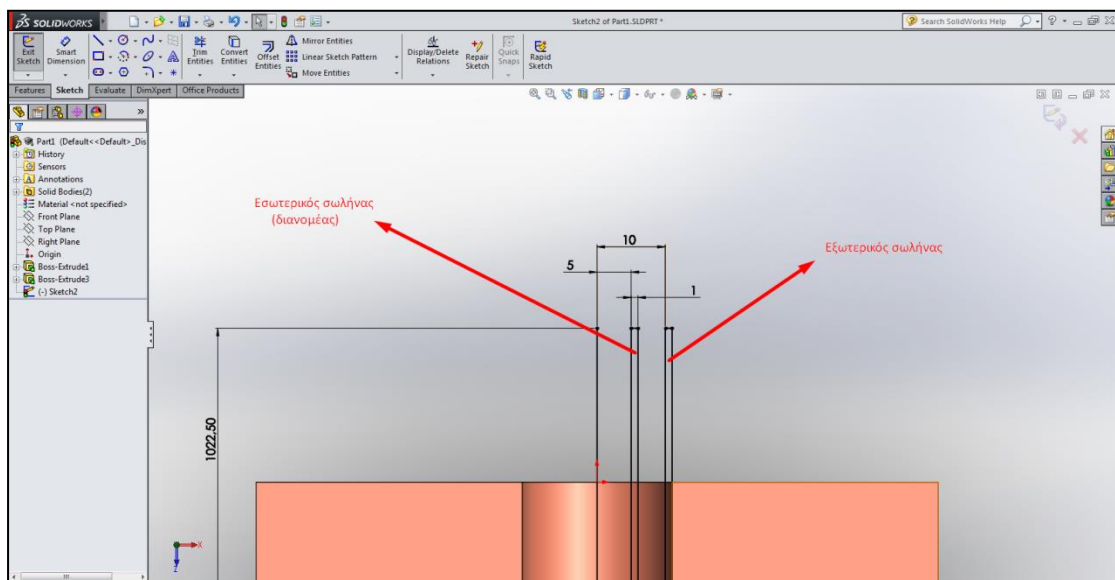 SOLIDWORKS
Sketch2 of Part1.SLDPRT *
Search SolidWorks Help
Exit Sketch
Smart Dimension
Trim Entities
Convert Entities
Offset Entities
Mirror Entities
Linear Sketch Pattern
Move Entities
Display/Delete Relations
Repair Sketch
Quick Snaps
Rapid Sketch
Features Sketch Evaluate DimXpert Office Products
Part1 (Default<<Default>_Dis
History
Sensors
Annotations
Solid Bodies(2)
Material <not specified>
Front Plane
Top Plane
Right Plane
Origin
Boss-Extrude1
Boss-Extrude3
(-) Sketch2
Εσωτερικός σωλήνας
(διανομέας)
Εξωτερικός σωλήνας
10
5
1
1022,50
X
Z